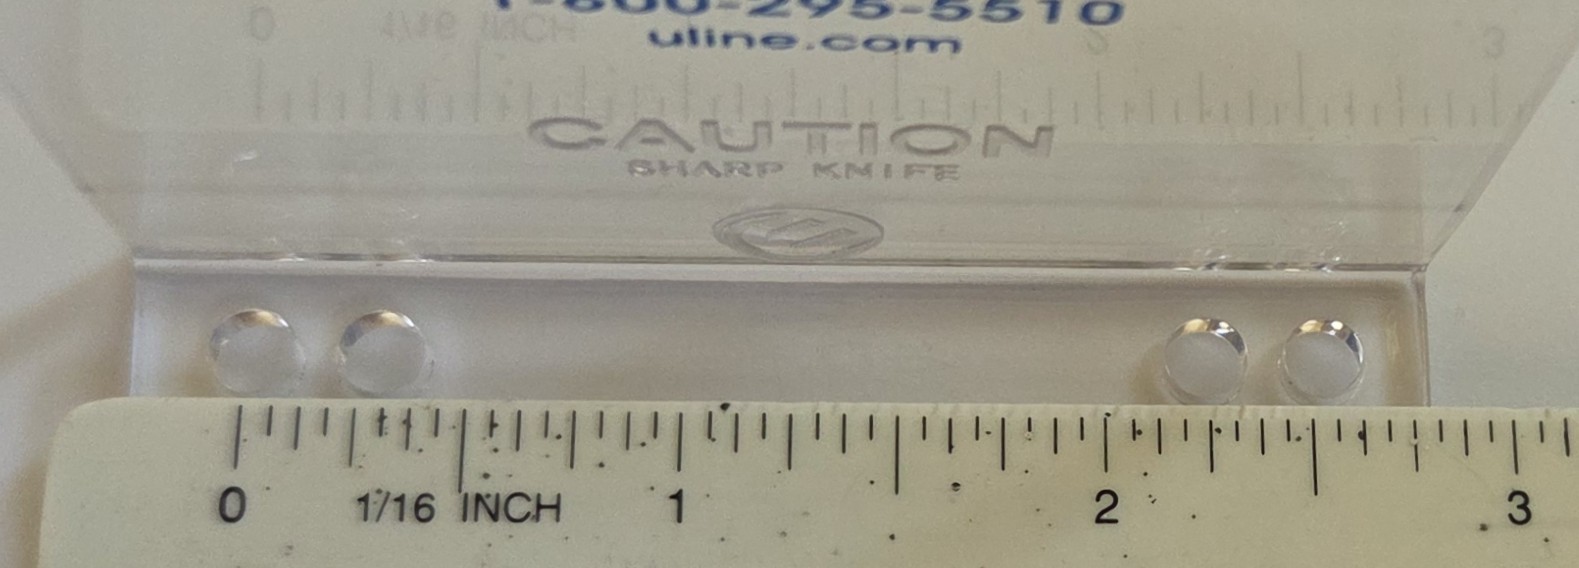 1-800-295-5510
uline.com
CAUTION
SHARP KNIFE
0 1/16 INCH 1 2 3